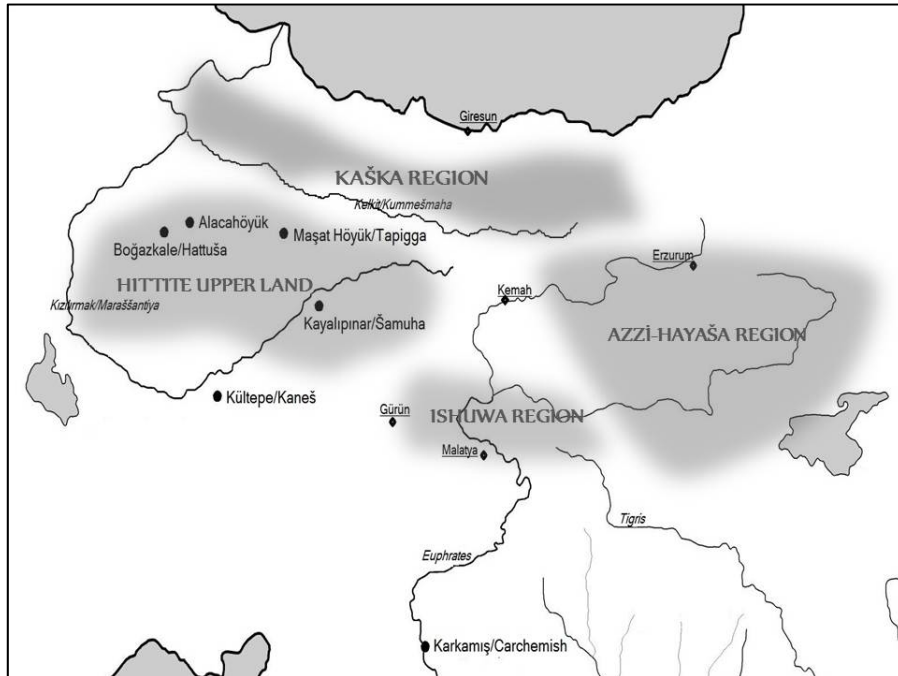 Giresun
KAŠKA REGION
Kelkit/Kummešmaha
Alacahöyük
Maşat Höyük/Tapigga
Boğazkale/Hattuša
Erzurum
HITTITE UPPER LAND
Kemah
Kızılırmak/Maraššantiya
Kayalıpınar/Šamuha
AZZİ-HAYAŠA REGION
Kültepe/Kaneš
Gürün
ISHUWA REGION
Malatya
Tigris
Euphrates
Karkamış/Carchemish